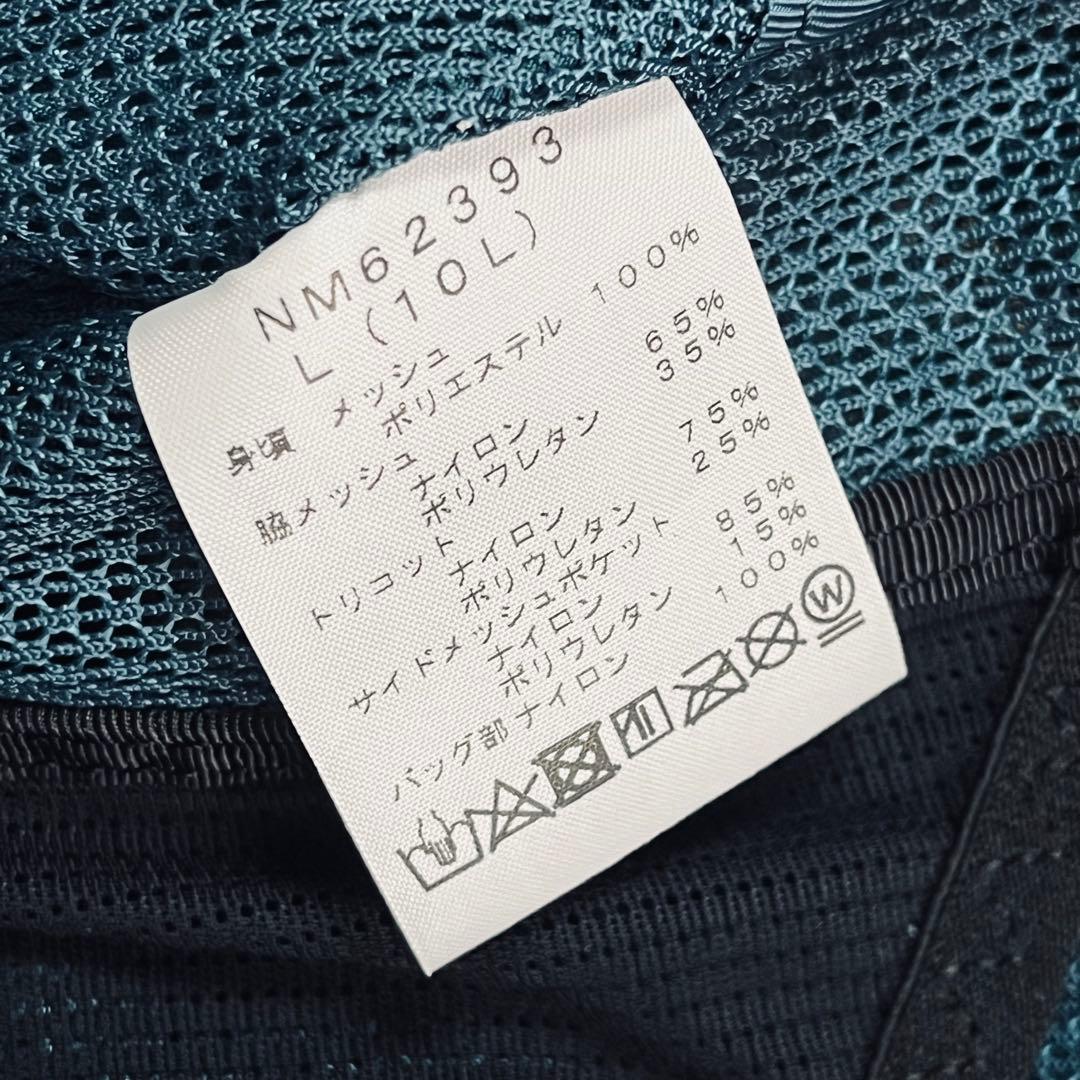 NM62393
L (10L)
身頃 メッシュ
ポリエステル 100%
脇メッシュ
ナイロン 65%
ポリウレタン 35%
トリコット
ナイロン 75%
ポリウレタン 25%
サイドメッシュポケット
ナイロン 85%
ポリウレタン 15%
バッグ部 ナイロン 100%
W